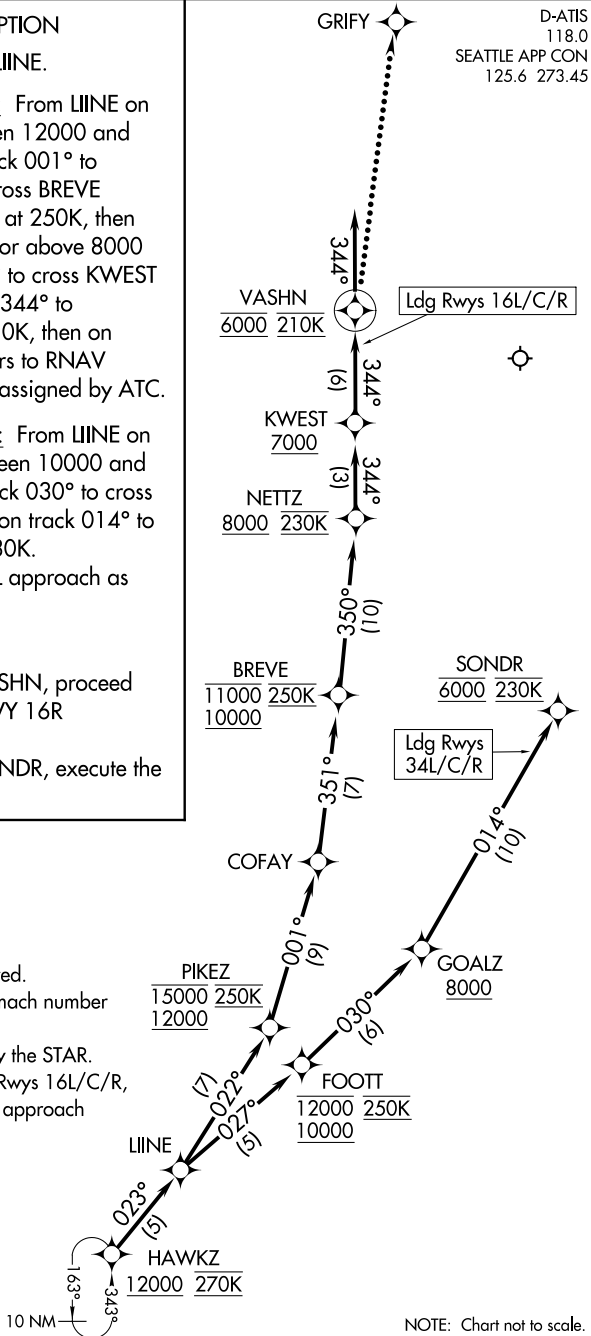 PTION
LIINE.
From LIINE on
en 12000 and
ck 001° to
ross BREVE
at 250K, then
or above 8000
to cross KWEST
344° to
0K, then on
rs to RNAV
assigned by ATC.
: From LIINE on
een 10000 and
ck 030° to cross
on track 014° to
30K.
L approach as
SHN, proceed
VY 16R
NDR, execute the
ed.
mach number
y the STAR.
Rwys 16L/C/R,
approach
GRIFY
D-ATIS
118.0
SEATTLE APP CON
125.6 273.45
344°
VASHN
6000 210K
Ldg Rwys 16L/C/R
344°
(6)
KWEST
7000
344°
(3)
NETTZ
8000 230K
350°
(10)
BREVE
11000 250K
10000
SONDR
6000 230K
Ldg Rwys
34L/C/R
351°
(7)
014°
(10)
COFAY
001°
(9)
GOALZ
8000
PIKEZ
15000 250K
12000
030°
(6)
FOOTT
12000 250K
10000
(7)
022°
027°
(5)
LIINE
023°
(5)
HAWKZ
12000 270K
163°
343°
10 NM
NOTE: Chart not to scale.